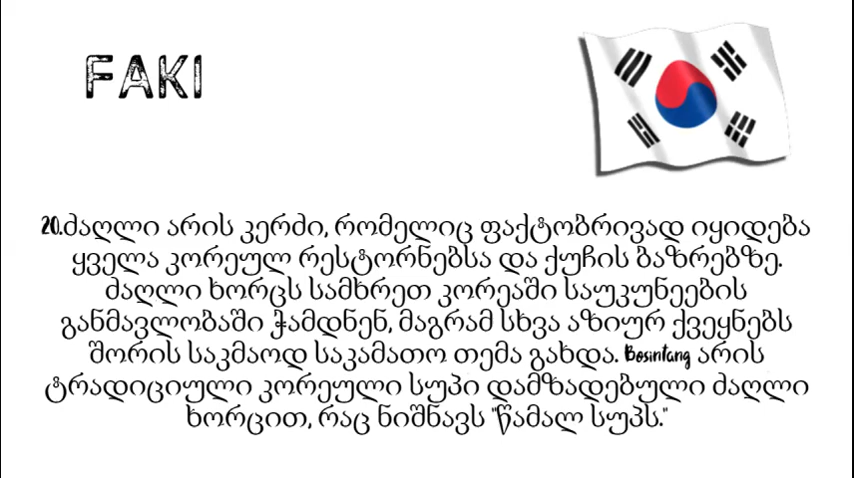 FAKI
20.ძაღლი არის კერძი, რომელიც ფაქტობრივად იყიდება
ყველა კორეულ რესტორნებსა და ქუჩის ბაზრებზე.
ძაღლი ხორცს სამხრეთ კორეაში საუკუნეების
განმავლობაში ჭამდნენ, მაგრამ სხვა აზიურ ქვეყნებს
შორის საკმაოდ საკამათო თემა გახდა. Bosintang არის
ტრადიციული კორეული სუპი დამზადებული ძაღლი
ხორცით, რაც ნიშნავს "წამალ სუპს."